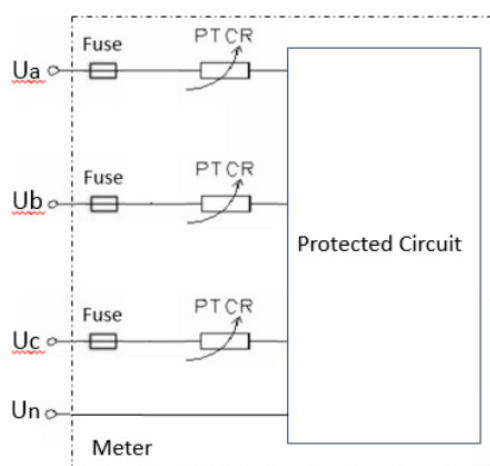 Fuse
PTCR
Ua
Fuse
PTCR
Ub
Protected Circuit
Fuse
PTCR
Uc
Un
Meter